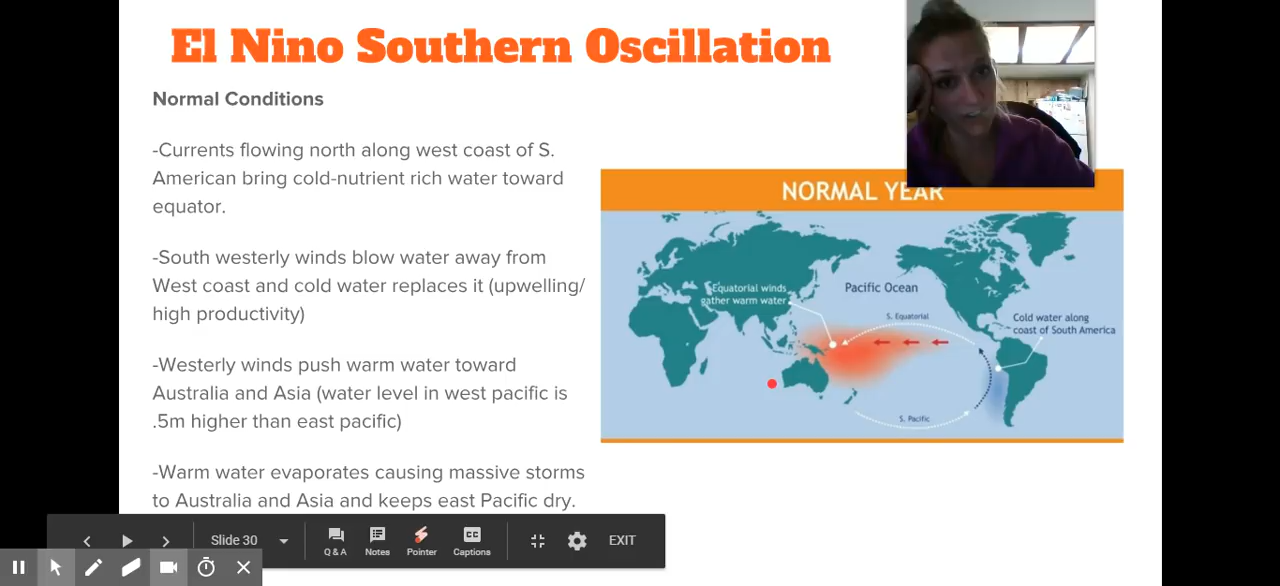 El Nino Southern Oscillation
Normal Conditions
-Currents flowing north along west coast of S.
American bring cold-nutrient rich water toward
equator.
-South westerly winds blow water away from
West coast and cold water replaces it (upwelling/
high productivity)
-Westerly winds push warm water toward
Australia and Asia (water level in west pacific is
.5m higher than east pacific)
-Warm water evaporates causing massive storms
to Australia and Asia and keeps east Pacific dry.
NORMAL YEAR
Equatorial winds
gather warm water
Pacific Ocean
S. Equatorial
Cold water along
coast of South America
S. Pacific
Slide 30
Q & A
Notes
Pointer
CC
Captions
EXIT